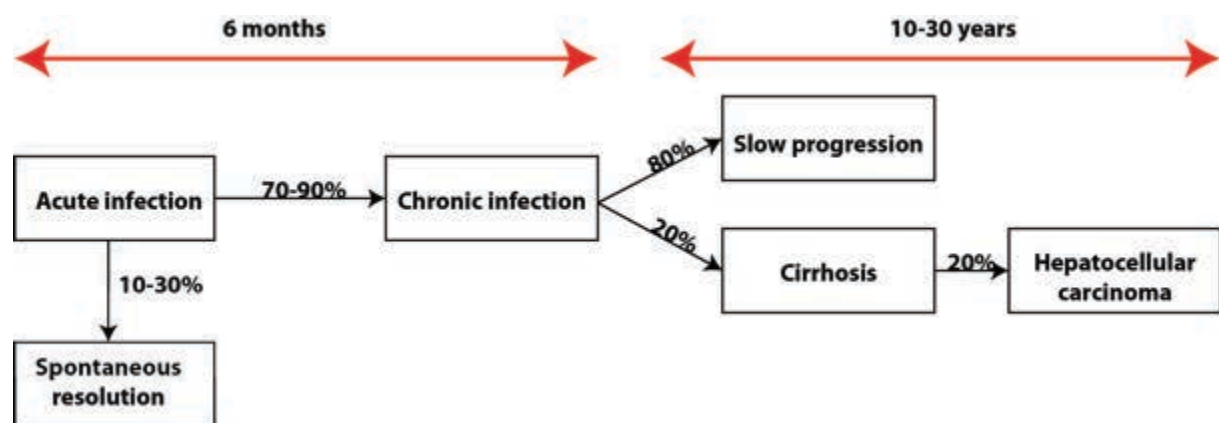 6 months
10-30 years
Slow progression
80%
Acute infection
70-90%
Chronic infection
20%
Cirrhosis
20%
Hepatocellular
carcinoma
10-30%
Spontaneous
resolution